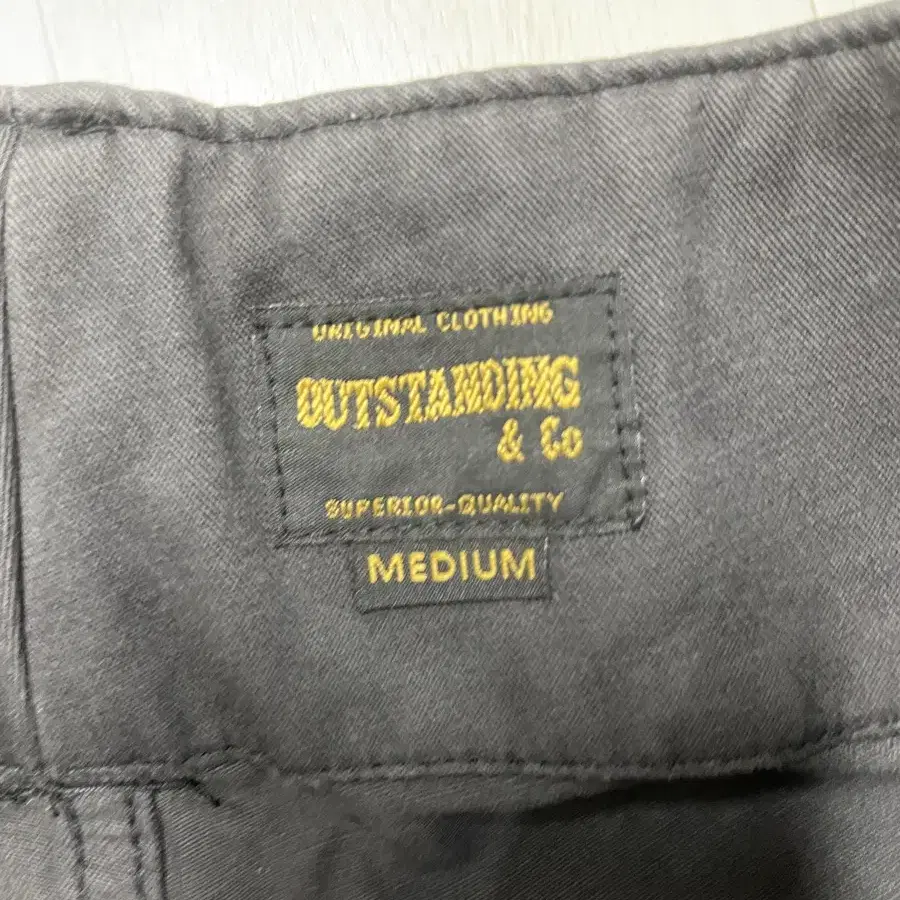 ORIGINAL CLOTHING
OUTSTANDING
& Co
SUPERIOR-QUALITY
MEDIUM